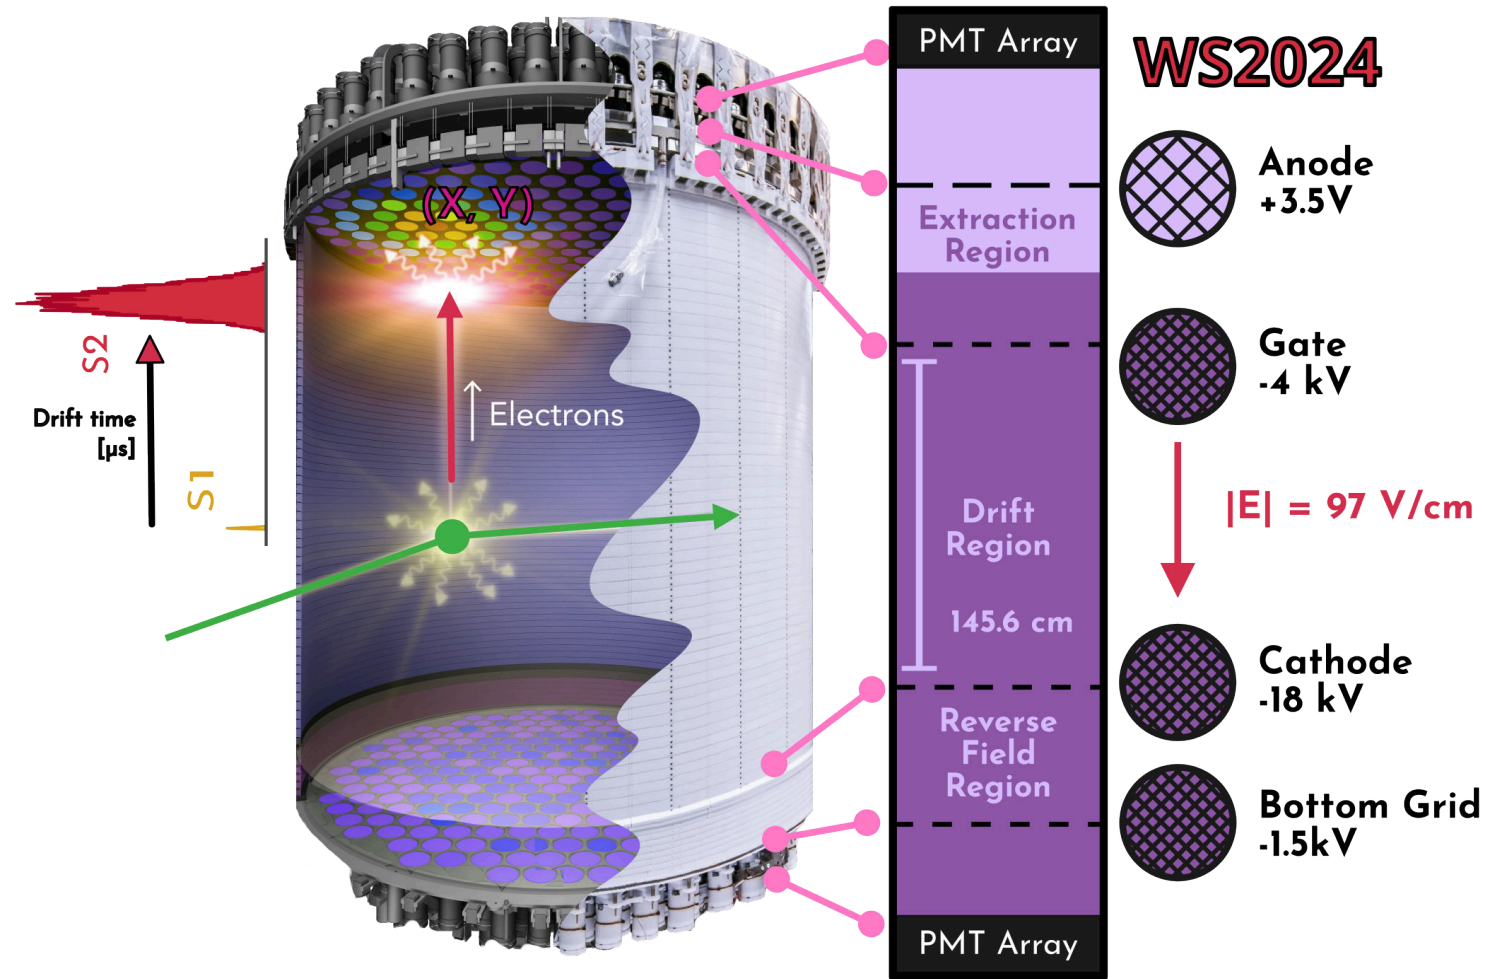 (X, Y)
Electrons
S2
Drift time
[µs]
S1
PMT Array
Extraction
Region
Drift
Region
145.6 cm
Reverse
Field
Region
PMT Array
WS2024
Anode
+3.5V
Gate
-4 kV
|E| = 97 V/cm
Cathode
-18 kV
Bottom Grid
-1.5kV